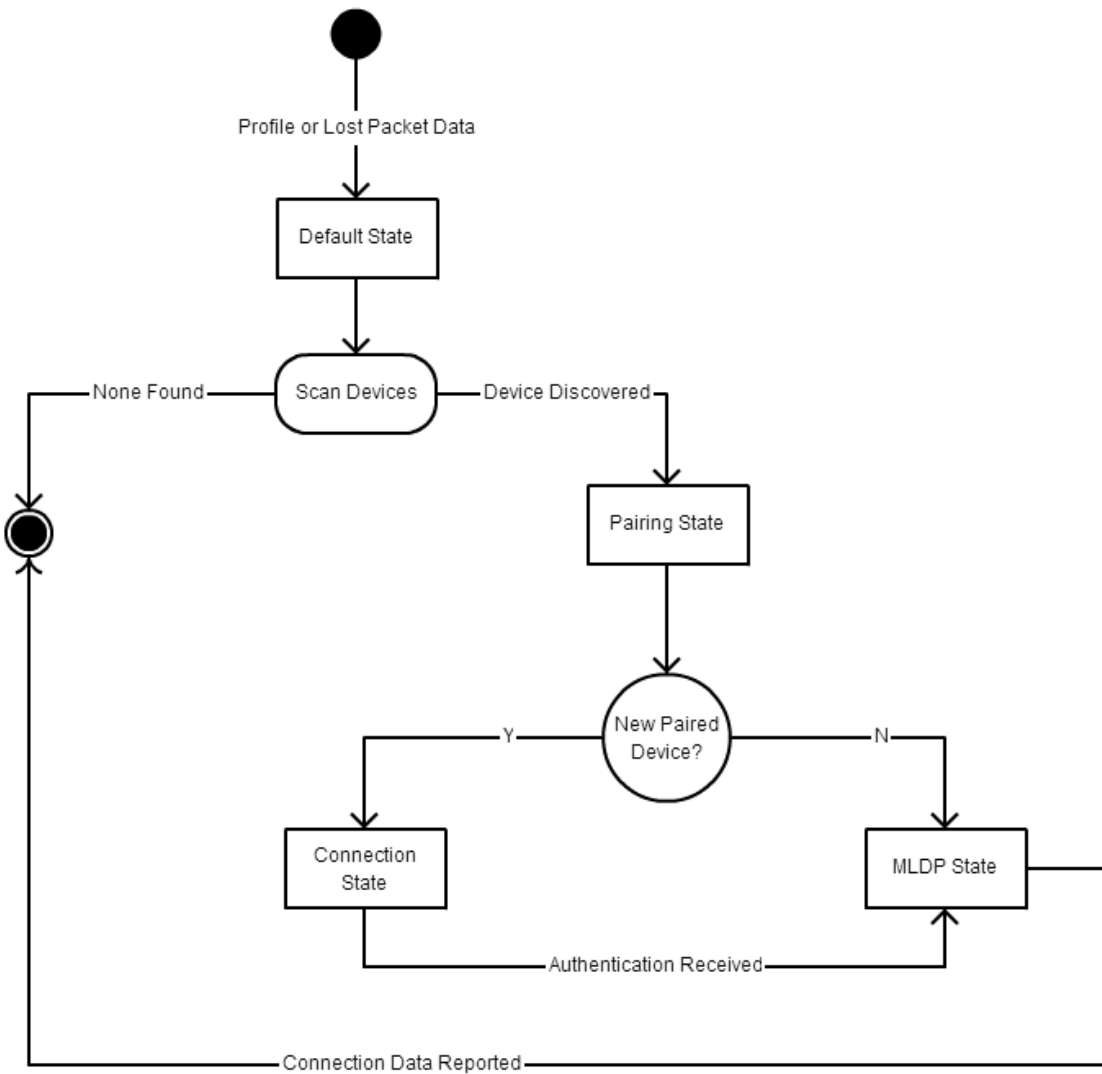 Profile or Lost Packet Data
Default State
None Found
Scan Devices
Device Discovered
Pairing State
New Paired
Device?
Y
N
Connection
State
MLDP State
Authentication Received
Connection Data Reported